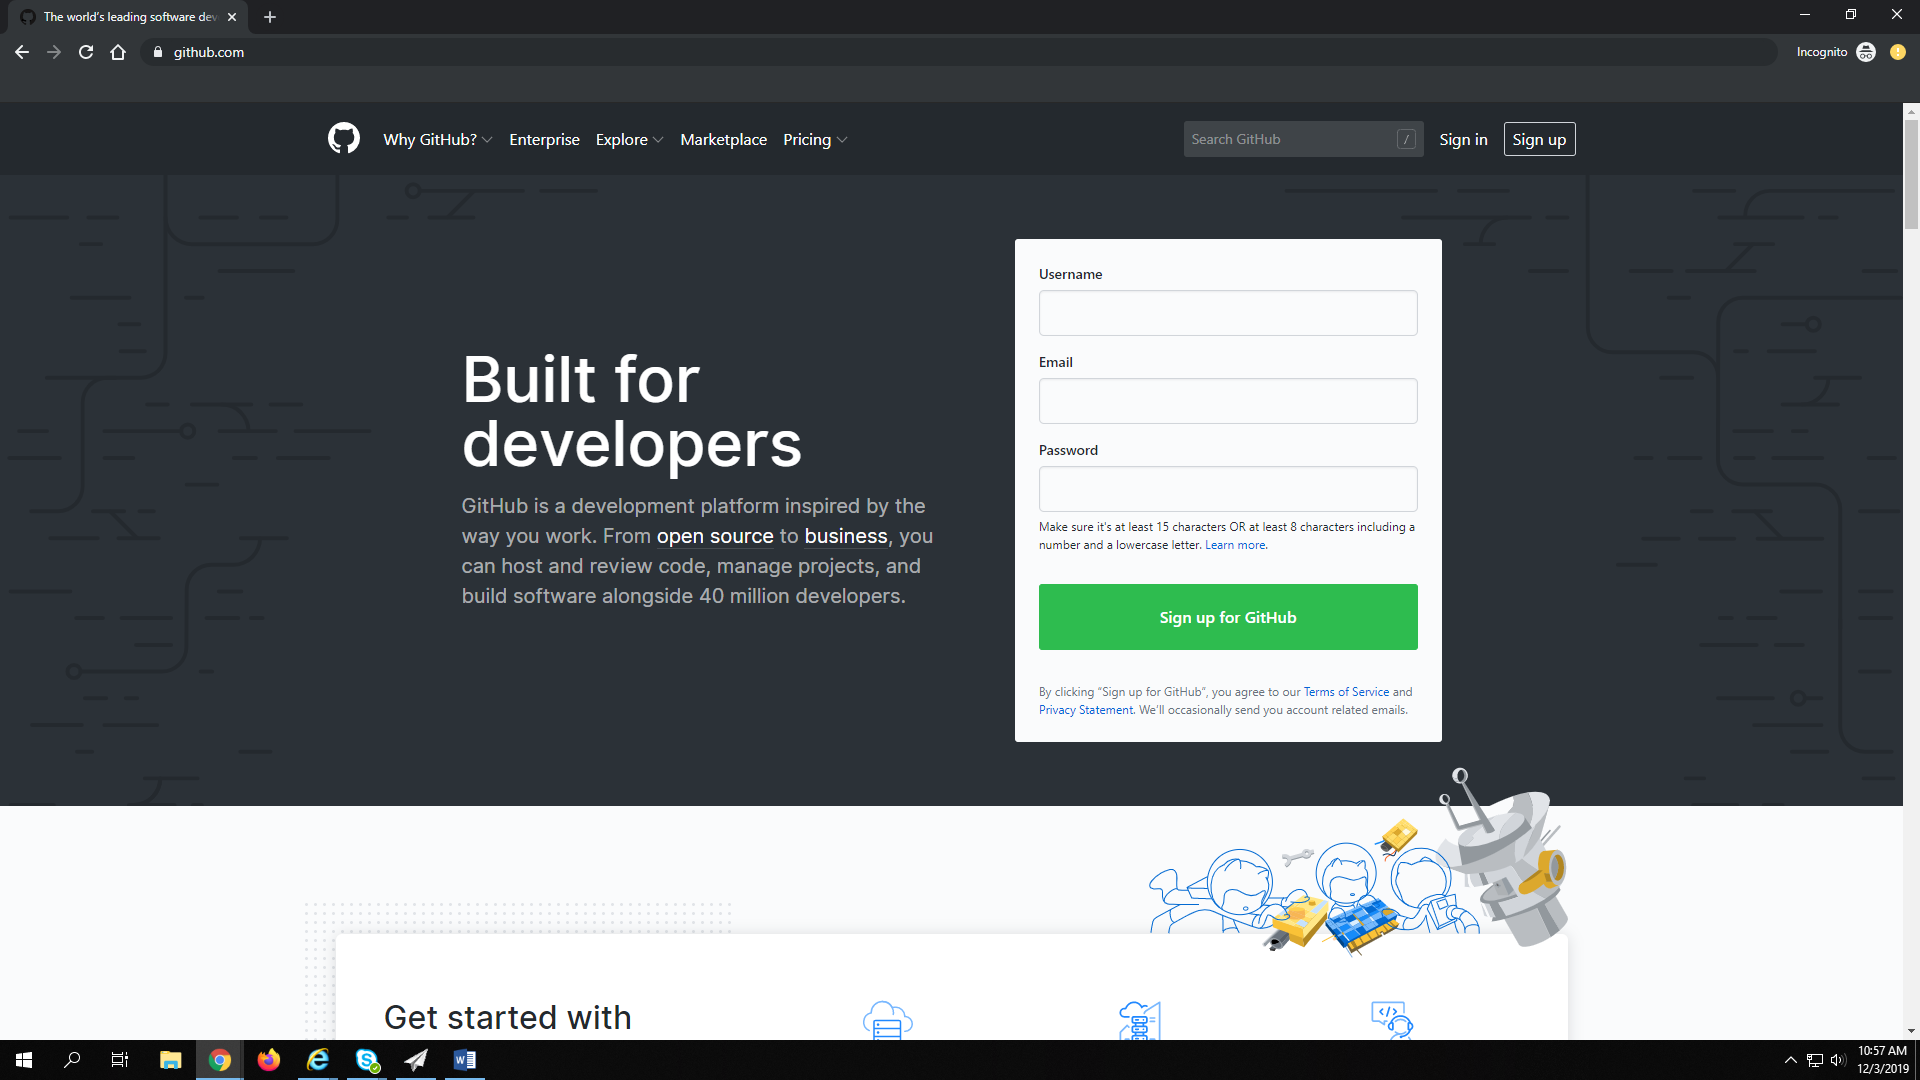 The world's leading software dev
github.com
Incognito
Why GitHub?
Enterprise
Explore
Marketplace
Pricing
Search GitHub
/
Sign in
Sign up
Built for
developers
GitHub is a development platform inspired by the
way you work. From open source to business, you
can host and review code, manage projects, and
build software alongside 40 million developers.
Username
Email
Password
Make sure it's at least 15 characters OR at least 8 characters including a
number and a lowercase letter. Learn more.
Sign up for GitHub
By clicking “Sign up for GitHub”, you agree to our Terms of Service and
Privacy Statement. We'll occasionally send you account related emails.
Get started with
10:57 AM
12/3/2019